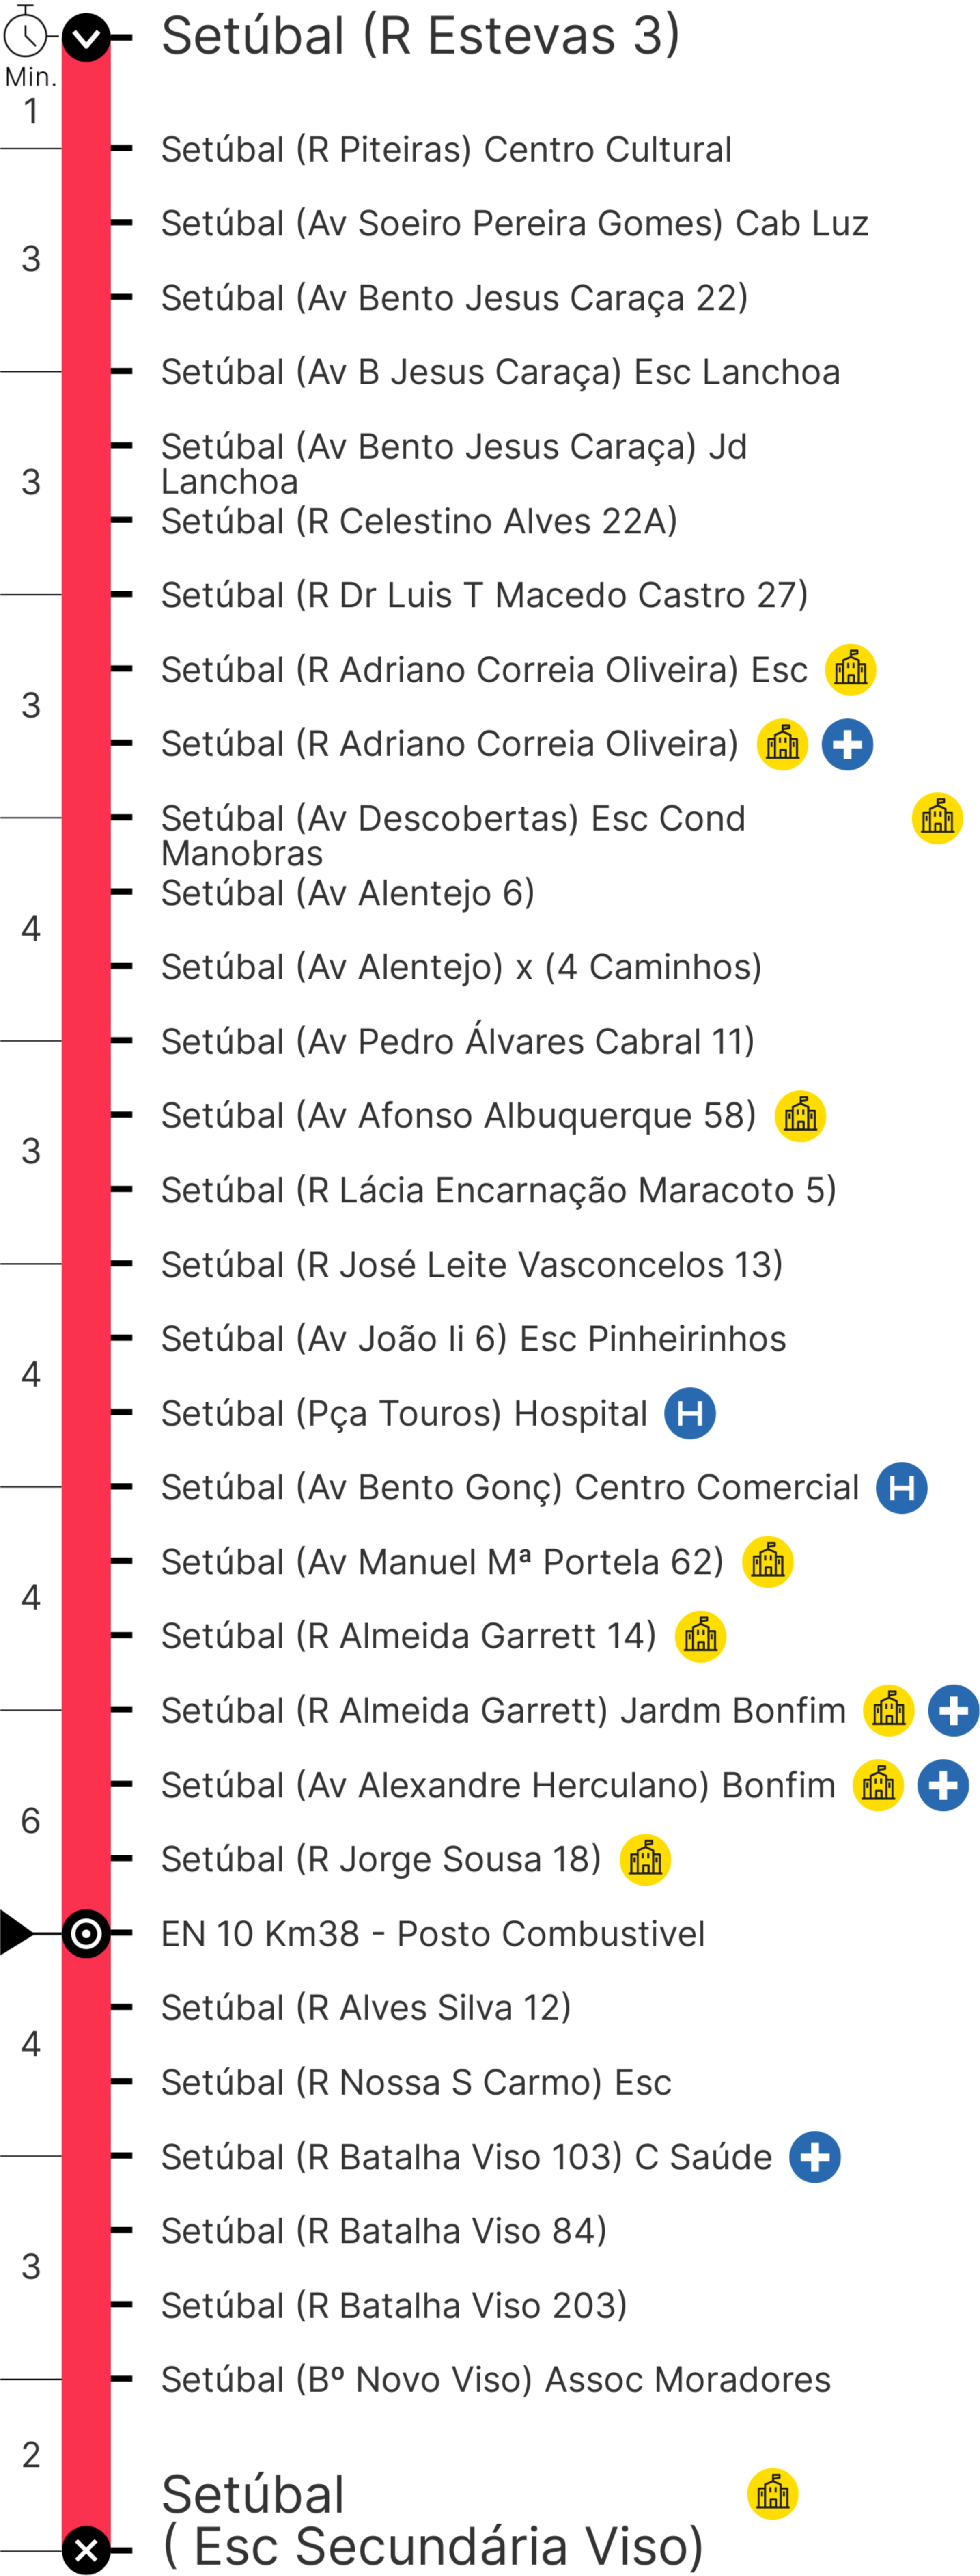 Setúbal (R Estevas 3)
Min.
1
Setúbal (R Piteiras) Centro Cultural
Setúbal (Av Soeiro Pereira Gomes) Cab Luz
3
Setúbal (Av Bento Jesus Caraça 22)
Setúbal (Av B Jesus Caraça) Esc Lanchoa
Setúbal (Av Bento Jesus Caraça) Jd
Lanchoa
3
Setúbal (R Celestino Alves 22A)
Setúbal (R Dr Luis T Macedo Castro 27)
Setúbal (R Adriano Correia Oliveira) Esc
3
Setúbal (R Adriano Correia Oliveira)
Setúbal (Av Descobertas) Esc Cond
Manobras
Setúbal (Av Alentejo 6)
4
Setúbal (Av Alentejo) x (4 Caminhos)
Setúbal (Av Pedro Álvares Cabral 11)
Setúbal (Av Afonso Albuquerque 58)
3
Setúbal (R Lácia Encarnação Maracoto 5)
Setúbal (R José Leite Vasconcelos 13)
Setúbal (Av João Ii 6) Esc Pinheirinhos
4
Setúbal (Pça Touros) Hospital H
Setúbal (Av Bento Gonç) Centro Comercial H
Setúbal (Av Manuel Mª Portela 62)
4
Setúbal (R Almeida Garrett 14)
Setúbal (R Almeida Garrett) Jardm Bonfim
Setúbal (Av Alexandre Herculano) Bonfim
6
Setúbal (R Jorge Sousa 18)
EN 10 Km38 - Posto Combustivel
Setúbal (R Alves Silva 12)
4
Setúbal (R Nossa S Carmo) Esc
Setúbal (R Batalha Viso 103) C Saúde
Setúbal (R Batalha Viso 84)
3
Setúbal (R Batalha Viso 203)
Setúbal (Bº Novo Viso) Assoc Moradores
2
Setúbal
( Esc Secundária Viso)